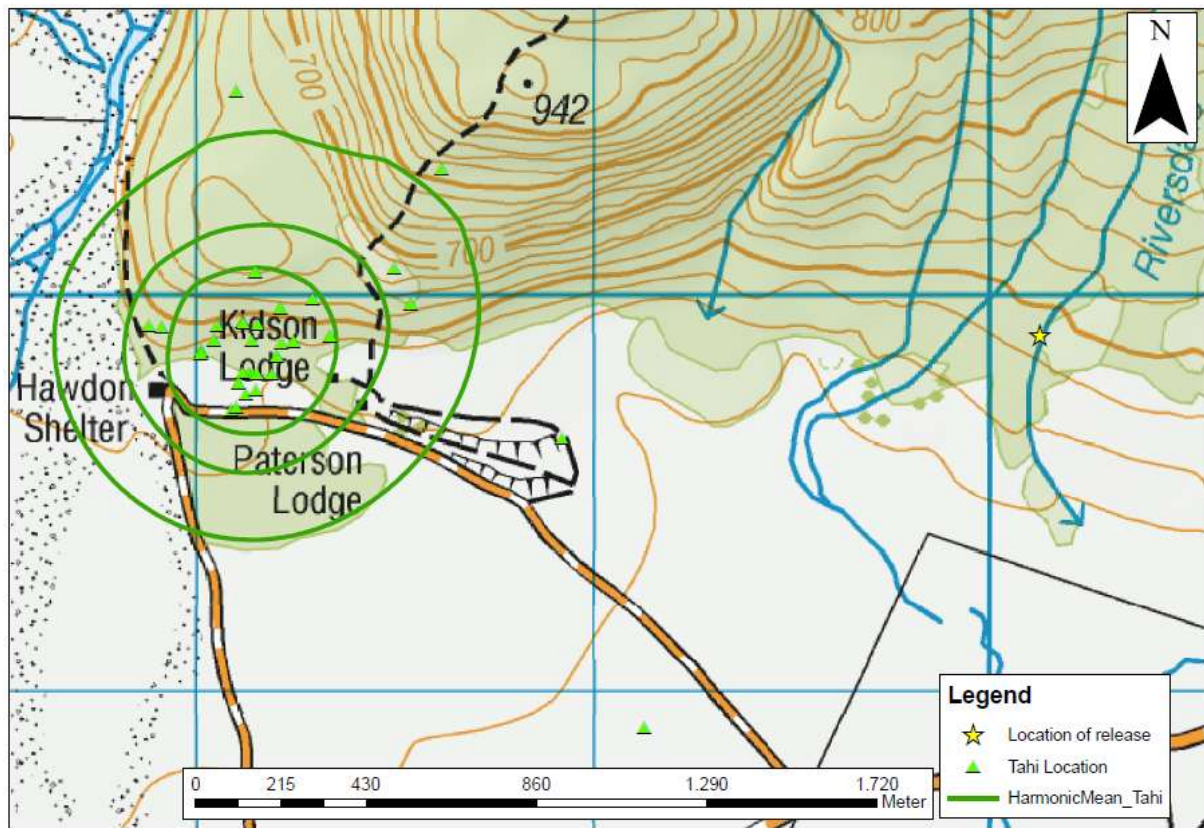 800
N
700
942
700
Riversda
Kidson
Lodge
Hawdon
Shelter
Paterson
Lodge
Legend
Location of release
Tahi Location
HarmonicMean_Tahi
0 215 430 860 1.290 1.720
Meter